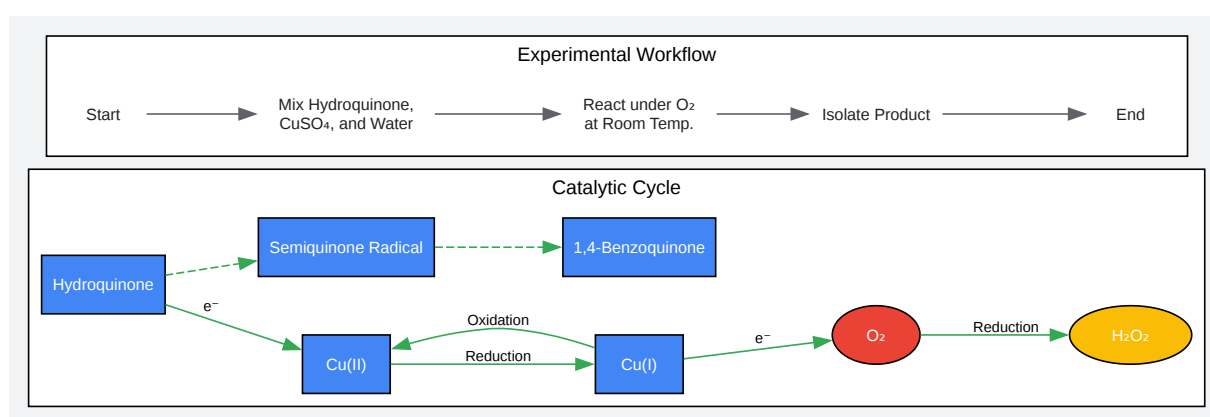 Experimental Workflow
Start
Mix Hydroquinone,
CuSO₄, and Water
React under O₂
at Room Temp.
Isolate Product
End
Catalytic Cycle
Semiquinone Radical
1,4-Benzoquinone
Hydroquinone
e⁻
Oxidation
Reduction
Cu(II)
Cu(I)
e⁻
O₂
Reduction
H₂O₂